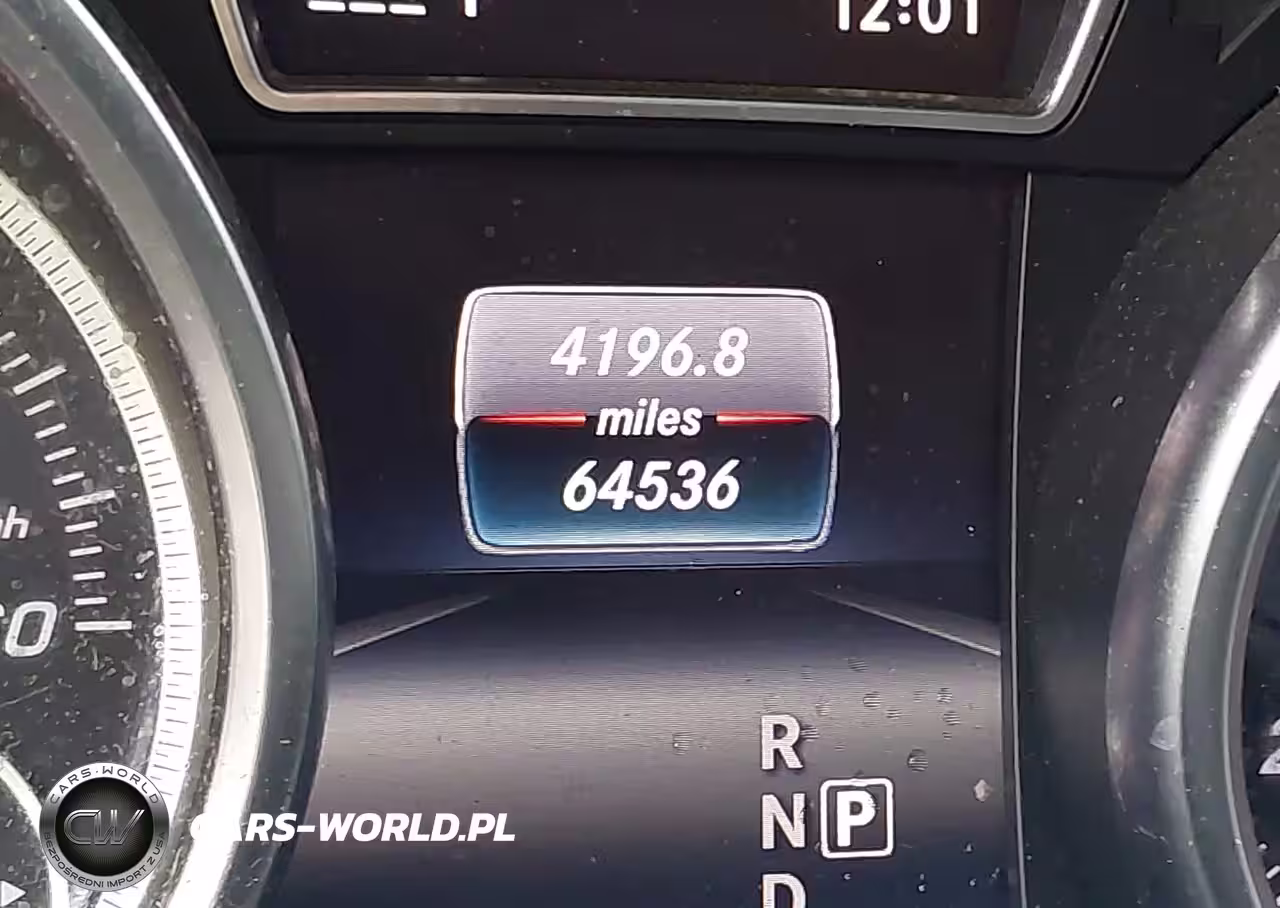 12:01
4196.8
miles
64536
R
N P
D
CARS-WORLD
CW
BEZPOŚREDNI IMPORT Z USA
CARS-WORLD.PL